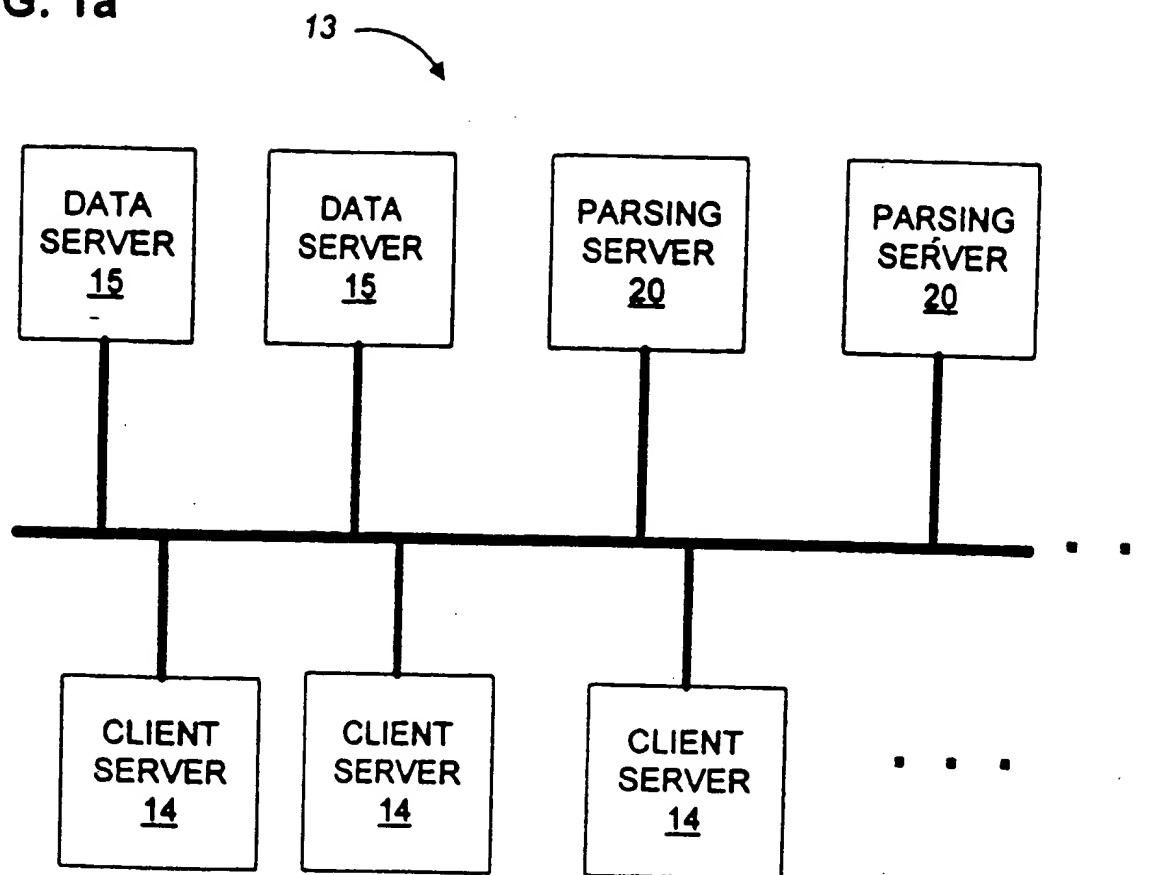 G. 1a
13
DATA
SERVER
15
DATA
SERVER
15
PARSING
SERVER
20
PARSING
SERVER
20
CLIENT
SERVER
14
CLIENT
SERVER
14
CLIENT
SERVER
14